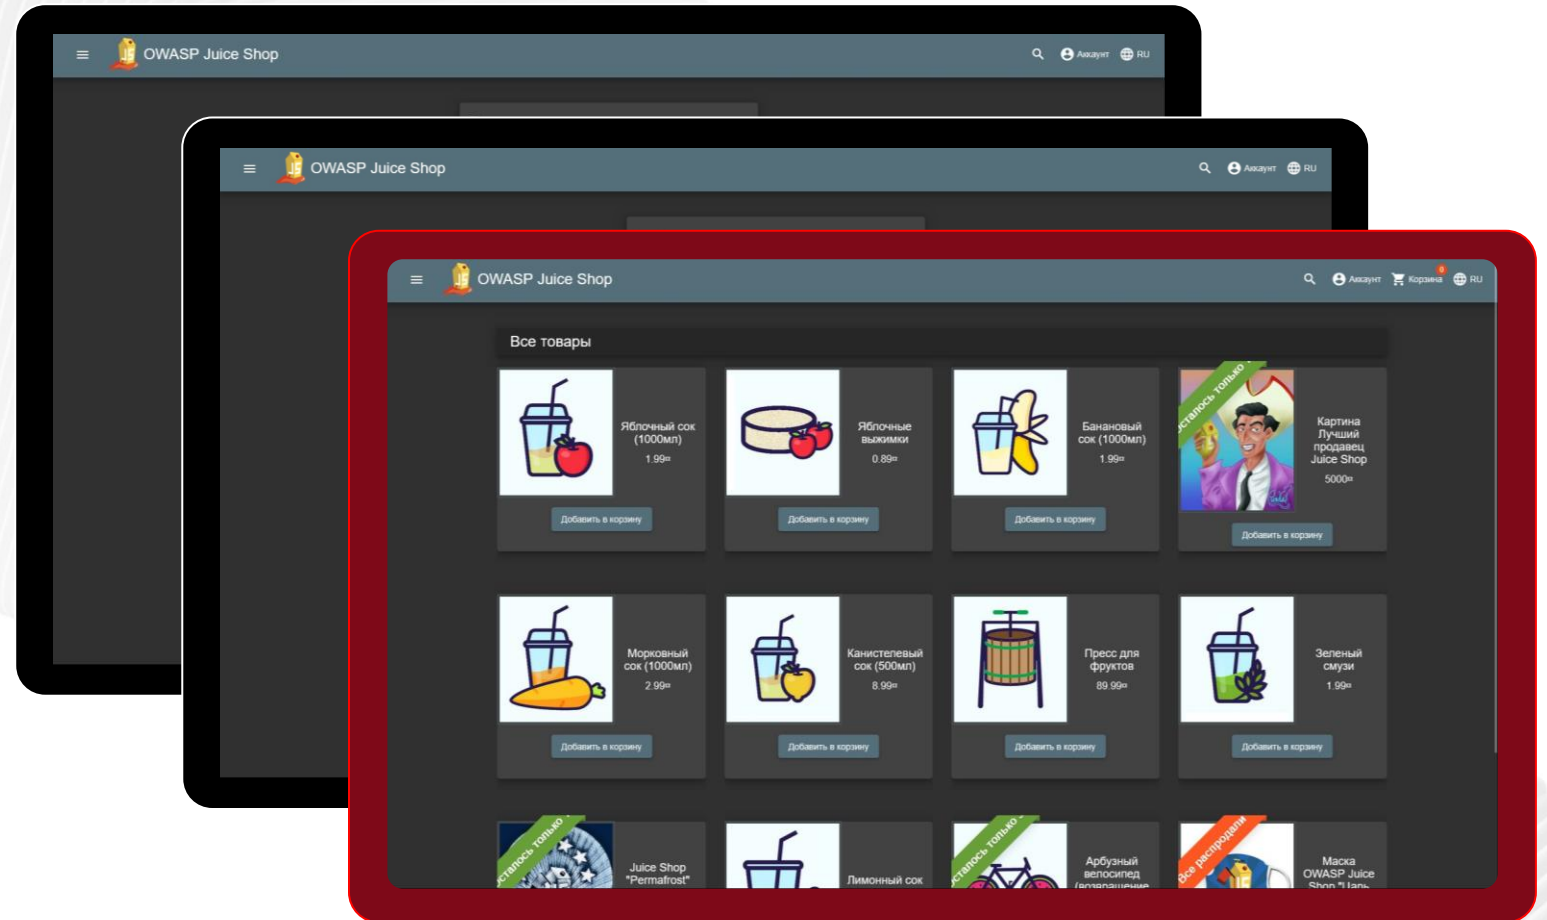 OWASP Juice Shop
Аккаунт
RU
OWASP Juice Shop
Аккаунт
RU
OWASP Juice Shop
Аккаунт
0
Корзина
RU
Все товары
Яблочный сок
(1000мл)
1.99¤
Добавить в корзину
Яблочные
выжимки
0.89¤
Добавить в корзину
Банановый
сок (1000мл)
1.99¤
Добавить в корзину
Осталось только
Картина
Лучший
продавец
Juice Shop
5000¤
Добавить в корзину
Морковный
сок (1000мл)
2.99¤
Добавить в корзину
Канистелевый
сок (500мл)
8.99¤
Добавить в корзину
Пресс для
фруктов
89.99¤
Добавить в корзину
Зеленый
смузи
1.99¤
Добавить в корзину
Осталось только
Juice Shop
"Permafrost"
Лимонный сок
Осталось только
Арбузный
велосипед
(возвращение
Все распродали
Маска
OWASP Juice
Shop "Царь